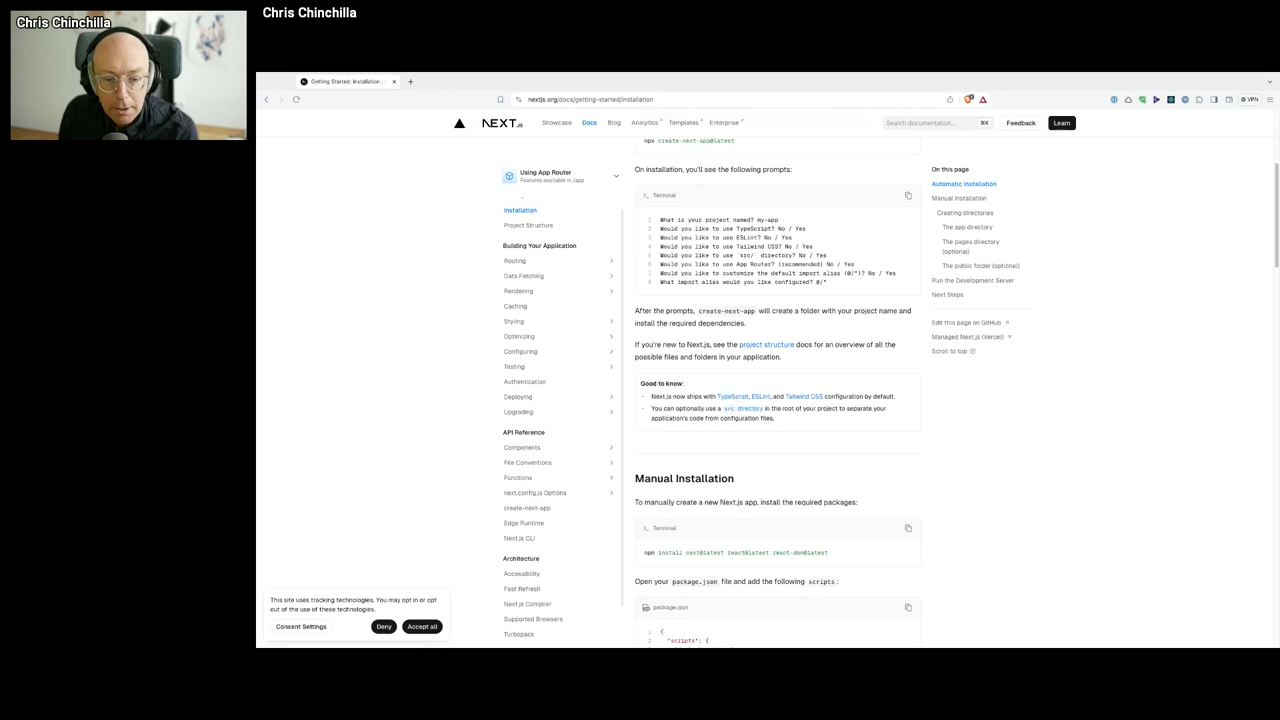 Chris Chinchilla
Chris Chinchilla
Getting Started: Installation |
nextjs.org/docs/getting-started/installation
VPN
NEXT.JS
Showcase
Docs
Blog
Analytics
Templates
Enterprise
Search documentation...
⌘K
Feedback
Learn
Using App Router
Features available in /app
Installation
Project Structure
Building Your Application
Routing
Data Fetching
Rendering
Caching
Styling
Optimizing
Configuring
Testing
Authentication
Deploying
Upgrading
API Reference
Components
File Conventions
Functions
next.config.js Options
create-next-app
Edge Runtime
Next.js CLI
Architecture
Accessibility
Fast Refresh
Next.js Compiler
Supported Browsers
Turbopack
npx create-next-app@latest
On installation, you'll see the following prompts:
Terminal
1 What is your project named? my-app
2 Would you like to use TypeScript? No / Yes
3 Would you like to use ESLint? No / Yes
4 Would you like to use Tailwind CSS? No / Yes
5 Would you like to use `src/` directory? No / Yes
6 Would you like to use App Router? (recommended) No / Yes
7 Would you like to customize the default import alias (@/*)? No / Yes
8 What import alias would you like configured? @/*
After the prompts, create-next-app will create a folder with your project name and
install the required dependencies.
If you're new to Next.js, see the project structure docs for an overview of all the
possible files and folders in your application.
Good to know:
- Next.js now ships with TypeScript, ESLint, and Tailwind CSS configuration by default.
- You can optionally use a src directory in the root of your project to separate your
application's code from configuration files.
Manual Installation
To manually create a new Next.js app, install the required packages:
Terminal
npm install next@latest react@latest react-dom@latest
Open your package.json file and add the following scripts:
package.json
1 {
2 "scripts": {
On this page
Automatic Installation
Manual Installation
Creating directories
The app directory
The pages directory
(optional)
The public folder (optional)
Run the Development Server
Next Steps
Edit this page on GitHub
Managed Next.js (Vercel)
Scroll to top
This site uses tracking technologies. You may opt in or opt
out of the use of these technologies.
Consent Settings
Deny
Accept all